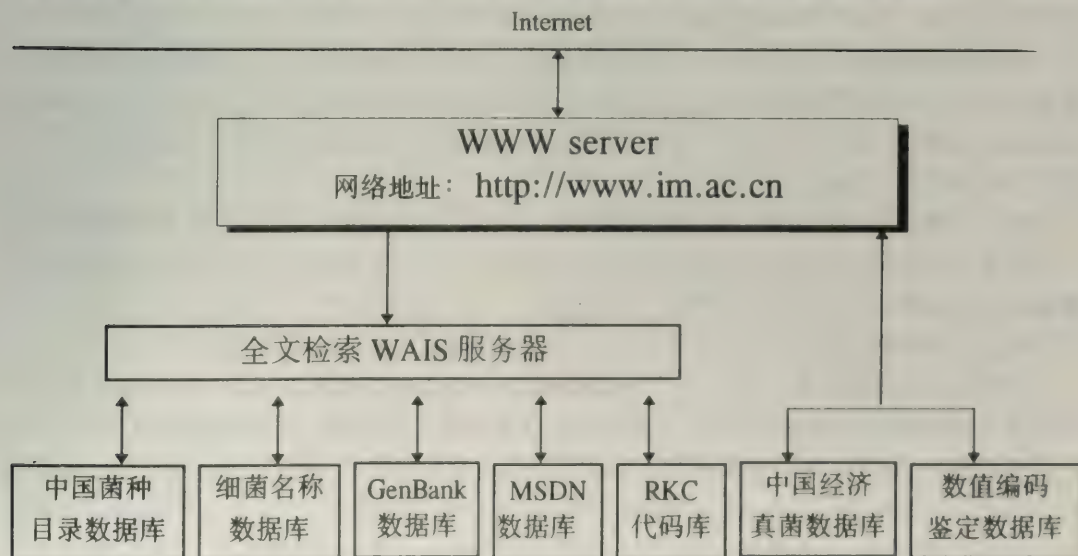 Internet
WWW server
网络地址： http://www.im.ac.cn
全文检索 WAIS 服务器
中国菌种
目录数据库
细菌名称
数据库
GenBank
数据库
MSDN
数据库
RKC
代码库
中国经济
真菌数据库
数值编码
鉴定数据库